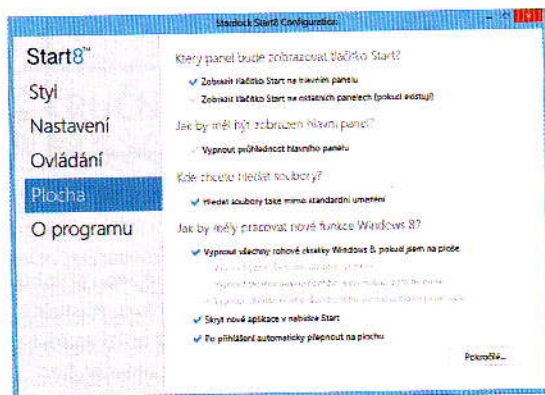 Stardock Start8 Configuration
Start8™
Styl
Nastavení
Ovládání
Plocha
O programu
Který panel bude zobrazovat tlačítko Start?
Zobrazit tlačítko Start na hlavním panelu
Zobrazit tlačítko Start na ostatních panelech (pokud existují)
Jak by měl být zobrazen hlavní panel?
Vypnout průhlednost hlavního panelu
Kde chcete hledat soubory?
Hledat soubory také mimo standardní umístění
Jak by měly pracovat nové funkce Windows 8?
Vypnout všechny rohové zkratky Windows 8, pokud jsem na ploše
Skrýt nové aplikace v nabídce Start
Po přihlášení automaticky přepnout na plochu
Pokročilé...